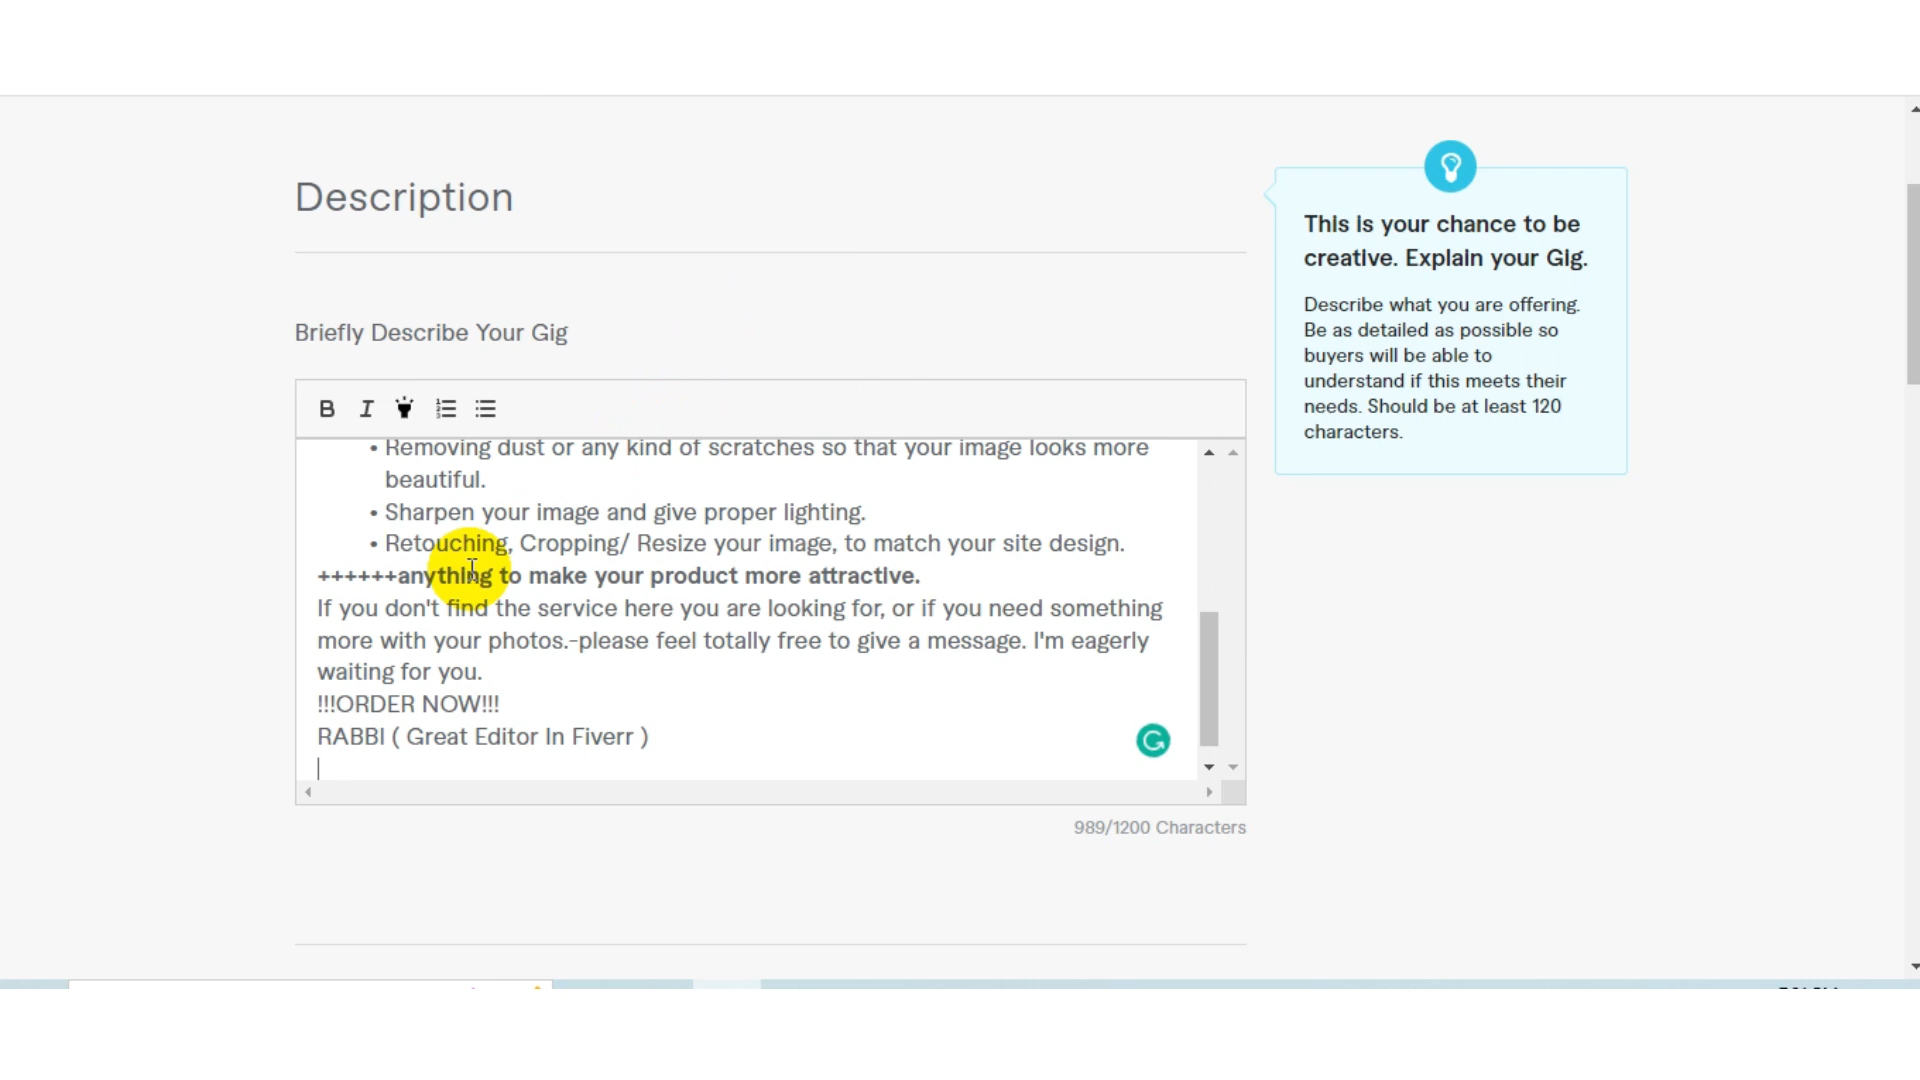 Description
Briefly Describe Your Gig
B I
• Removing dust or any kind of scratches so that your image looks more
beautiful.
• Sharpen your image and give proper lighting.
• Retouching, Cropping/ Resize your image, to match your site design.
++++++anything to make your product more attractive.
If you don't find the service here you are looking for, or if you need something
more with your photos.-please feel totally free to give a message. I'm eagerly
waiting for you.
!!!ORDER NOW!!!
RABBI ( Great Editor In Fiverr )
989/1200 Characters
This is your chance to be
creative. Explain your Gig.
Describe what you are offering.
Be as detailed as possible so
buyers will be able to
understand if this meets their
needs. Should be at least 120
characters.